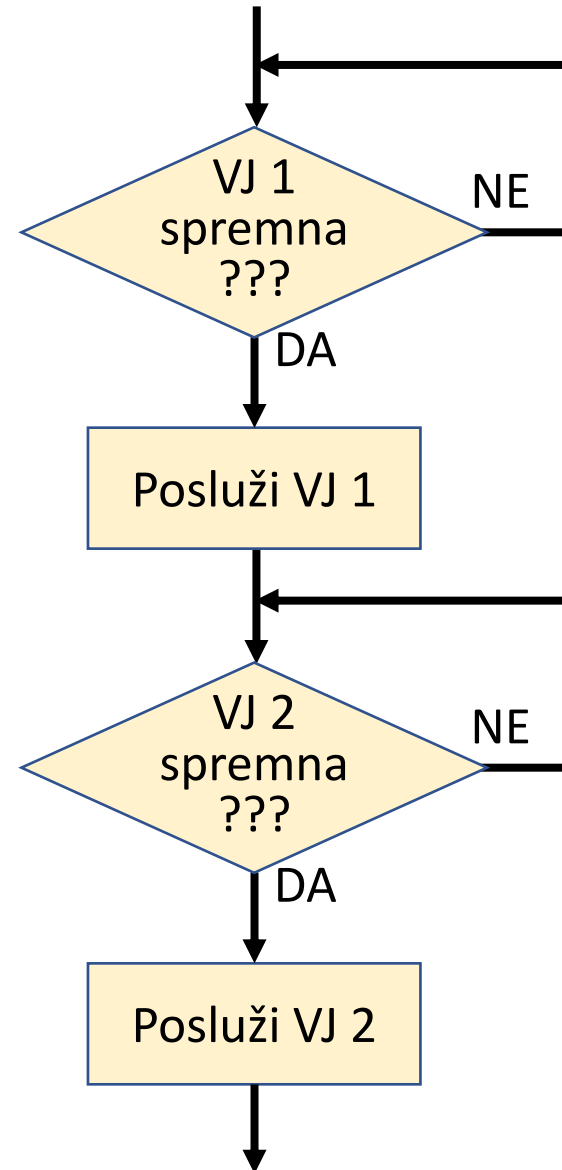 VJ 1
spremna
???
NE
DA
Posluži VJ 1
VJ 2
spremna
???
NE
DA
Posluži VJ 2